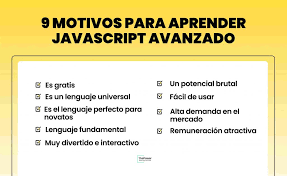 9 MOTIVOS PARA APRENDER
JAVASCRIPT AVANZADO
Es gratis
Es un lenguaje universal
Es el lenguaje perfecto para
novatos
Lenguaje fundamental
Muy divertido e interactivo
Un potencial brutal
Fácil de usar
Alta demanda en el
mercado
Remuneración atractiva